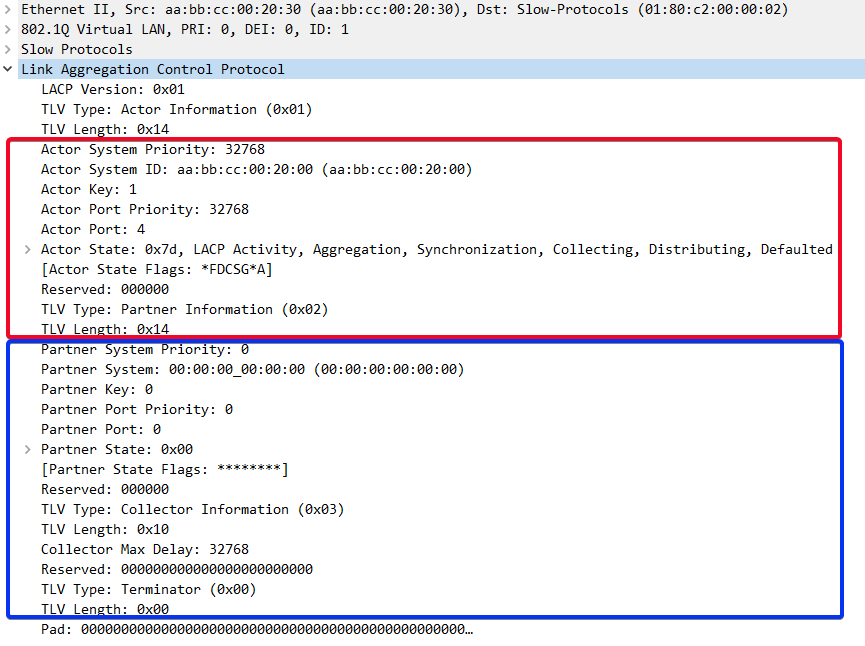 Ethernet II, Src: aa:bb:cc:00:20:30 (aa:bb:cc:00:20:30), Dst: Slow-Protocols (01:80:c2:00:00:02)
802.1Q Virtual LAN, PRI: 0, DEI: 0, ID: 1
Slow Protocols
Link Aggregation Control Protocol
LACP Version: 0x01
TLV Type: Actor Information (0x01)
TLV Length: 0x14
Actor System Priority: 32768
Actor System ID: aa:bb:cc:00:20:00 (aa:bb:cc:00:20:00)
Actor Key: 1
Actor Port Priority: 32768
Actor Port: 4
Actor State: 0x7d, LACP Activity, Aggregation, Synchronization, Collecting, Distributing, Defaulted
[Actor State Flags: *FDCSG*A]
Reserved: 000000
TLV Type: Partner Information (0x02)
TLV Length: 0x14
Partner System Priority: 0
Partner System: 00:00:00_00:00:00 (00:00:00:00:00:00)
Partner Key: 0
Partner Port Priority: 0
Partner Port: 0
Partner State: 0x00
[Partner State Flags: ********]
Reserved: 000000
TLV Type: Collector Information (0x03)
TLV Length: 0x10
Collector Max Delay: 32768
Reserved: 000000000000000000000000
TLV Type: Terminator (0x00)
TLV Length: 0x00
Pad: 000000000000000000000000000000000000000000000000…